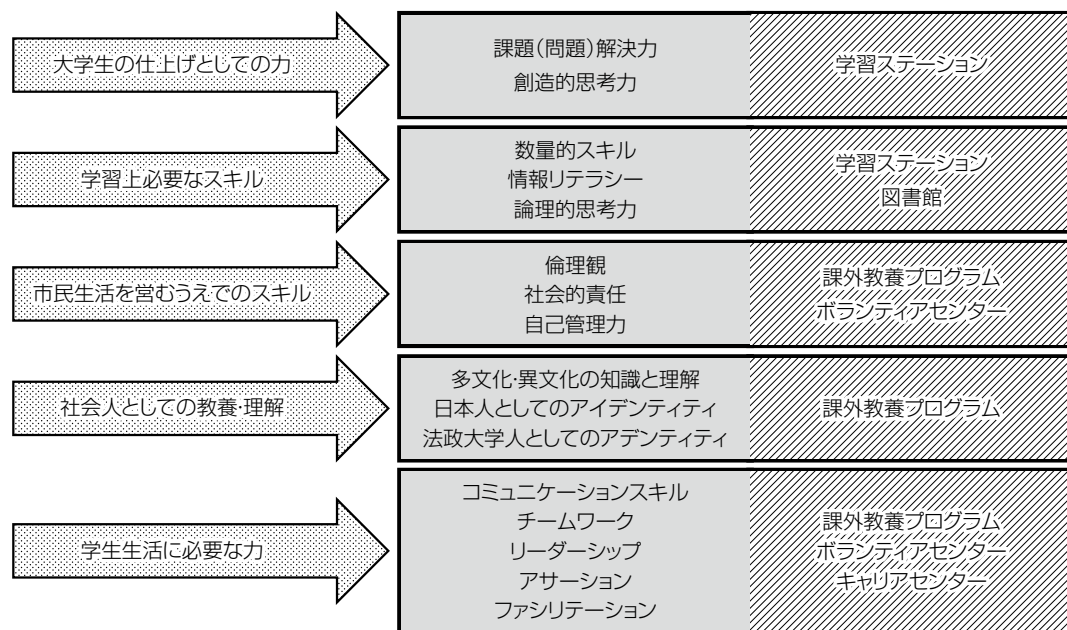 大学生の仕上げとしての力
課題(問題)解決力
創造的思考力
学習ステーション
学習上必要なスキル
数量的スキル
情報リテラシー
論理的思考力
学習ステーション
図書館
市民生活を営むうえでのスキル
倫理観
社会的責任
自己管理力
課外教養プログラム
ボランティアセンター
社会人としての教養·理解
多文化·異文化の知識と理解
日本人としてのアイデンティティ
法政大学人としてのアデンティティ
課外教養プログラム
学生生活に必要な力
コミュニケーションスキル
チームワーク
リーダーシップ
アサーション
ファシリテーション
課外教養プログラム
ボランティアセンター
キャリアセンター